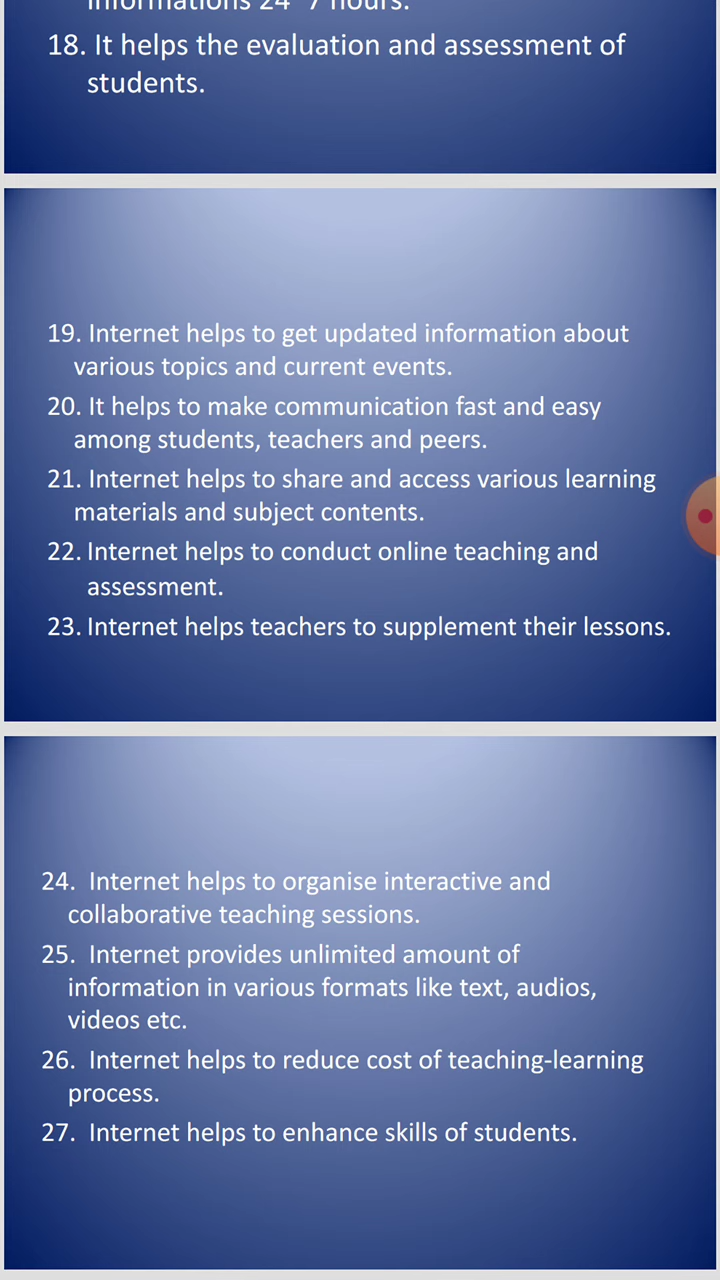 informations 24*7 hours.
18. It helps the evaluation and assessment of
students.
19. Internet helps to get updated information about
various topics and current events.
20. It helps to make communication fast and easy
among students, teachers and peers.
21. Internet helps to share and access various learning
materials and subject contents.
22. Internet helps to conduct online teaching and
assessment.
23. Internet helps teachers to supplement their lessons.
24. Internet helps to organise interactive and
collaborative teaching sessions.
25. Internet provides unlimited amount of
information in various formats like text, audios,
videos etc.
26. Internet helps to reduce cost of teaching-learning
process.
27. Internet helps to enhance skills of students.